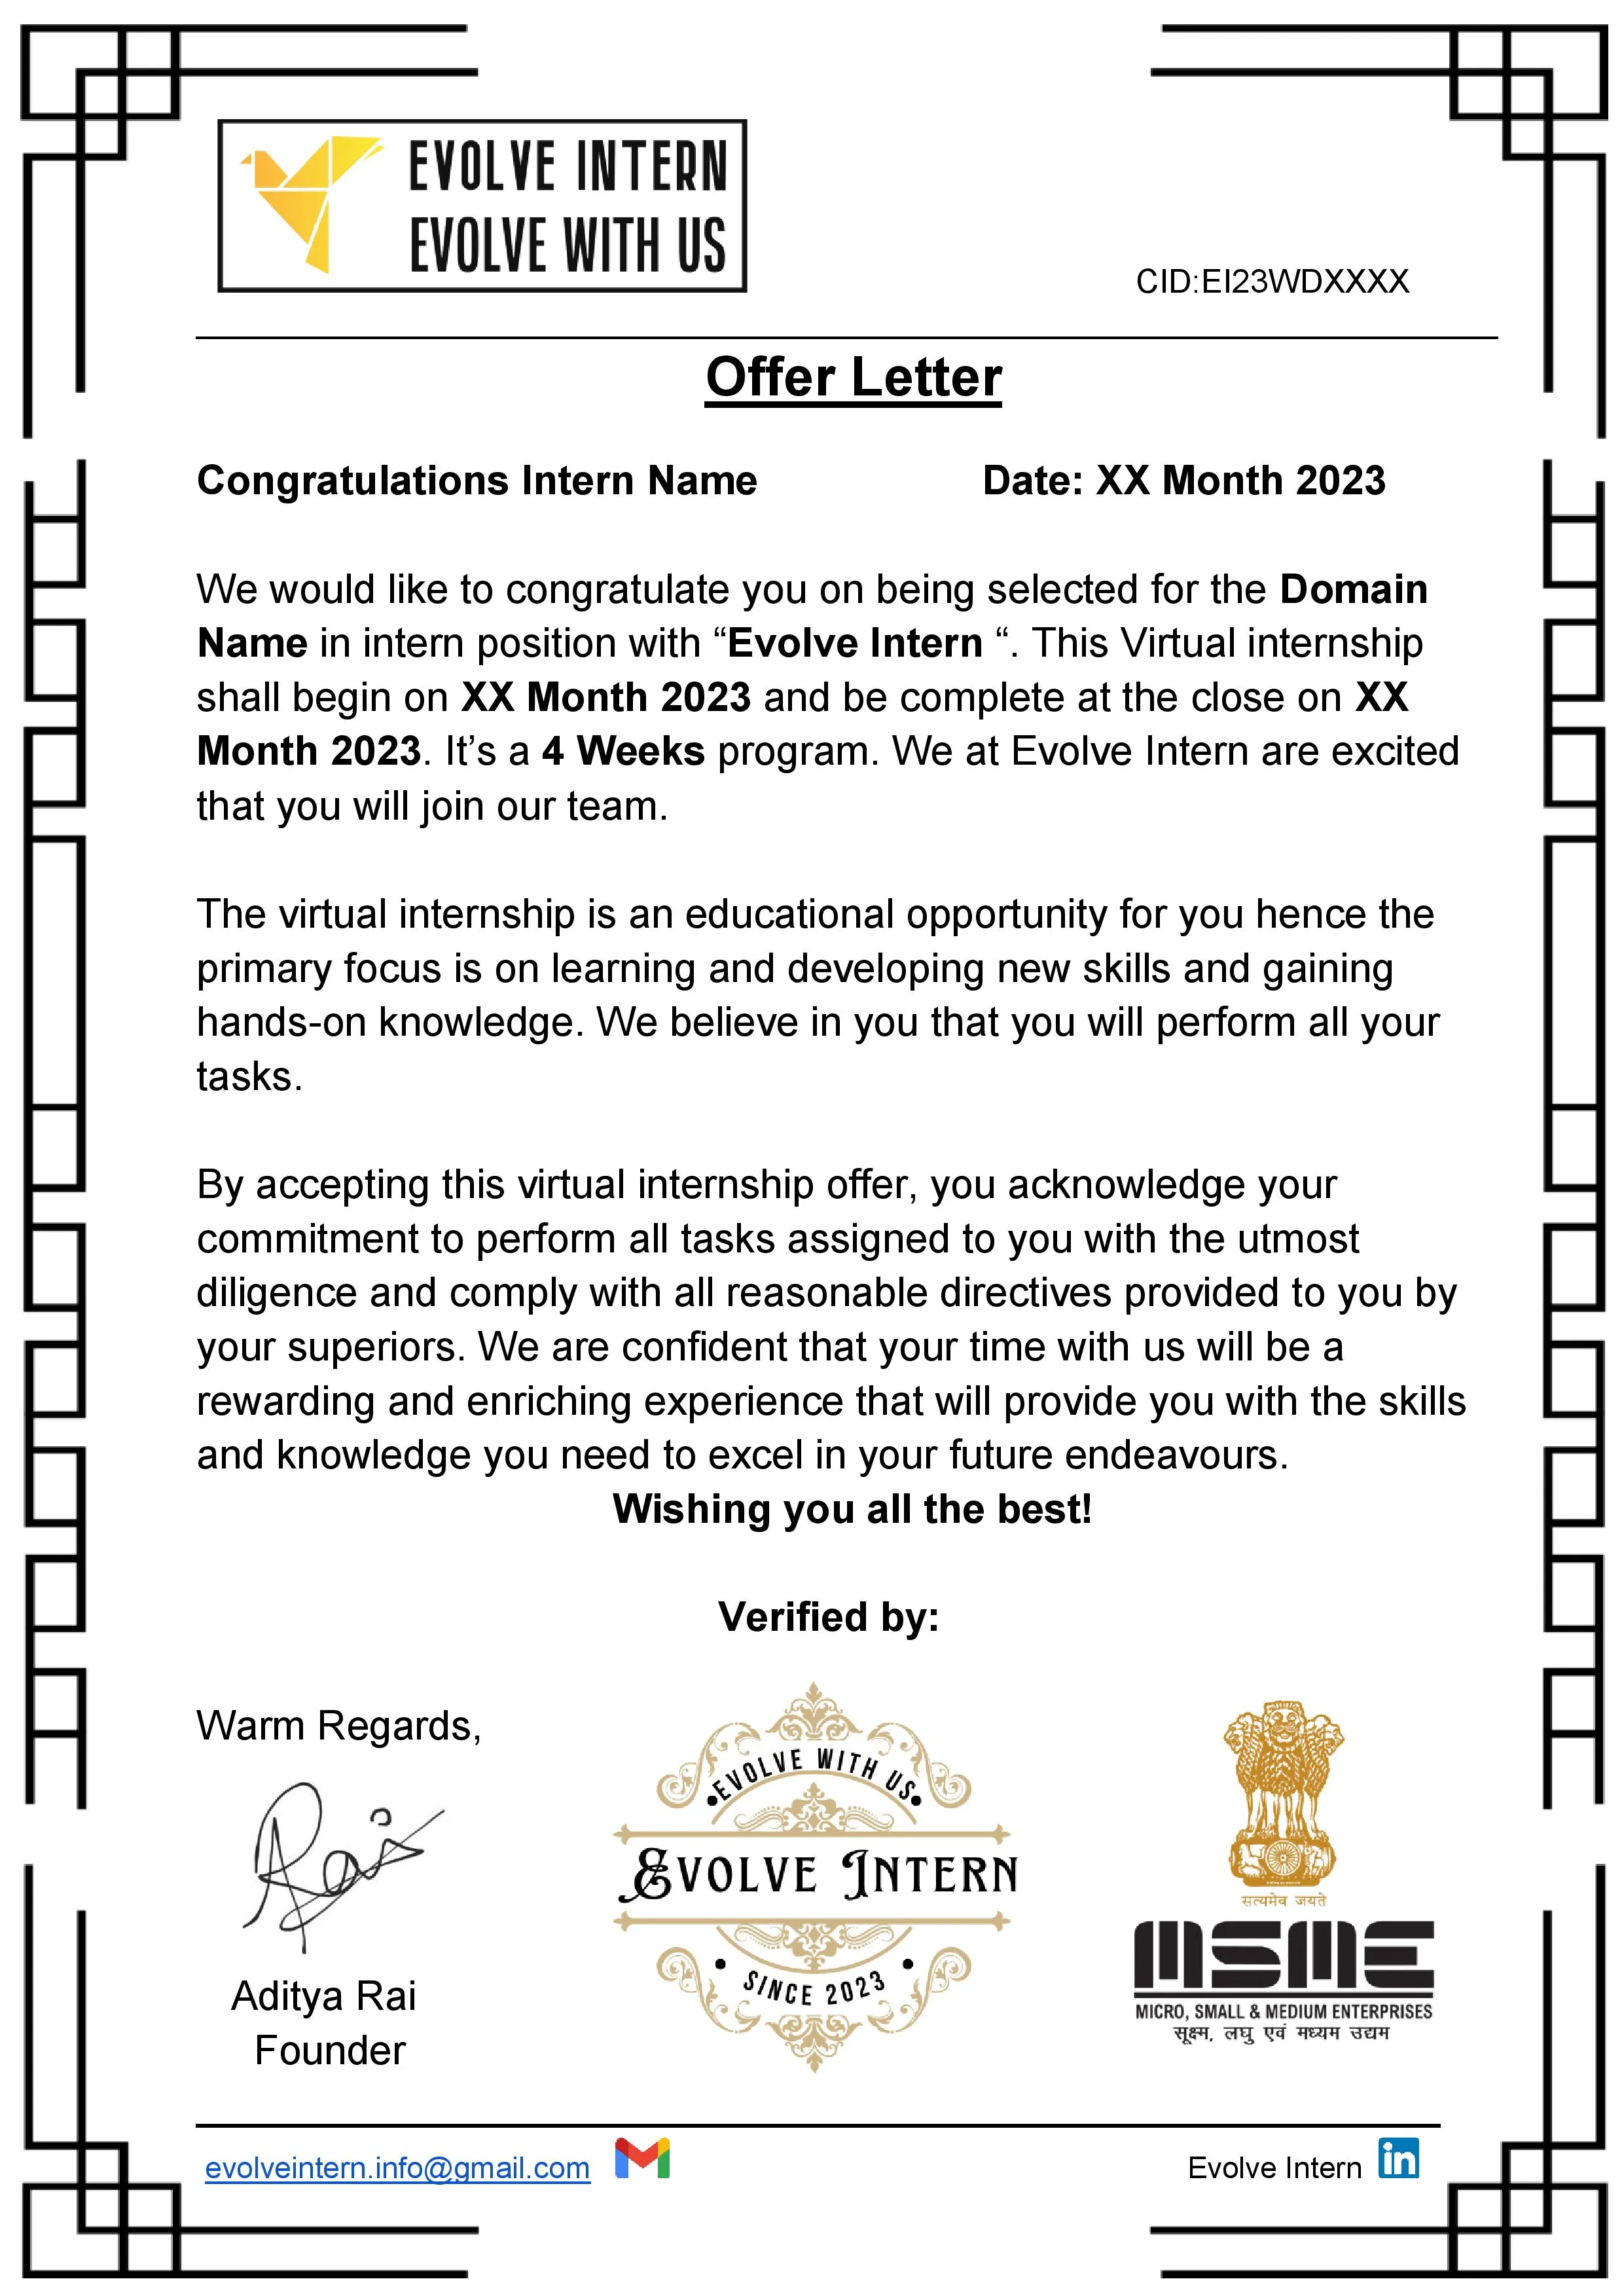 EVOLVE INTERN
EVOLVE WITH US
CID:EI23WDXXXX
Offer Letter
Congratulations Intern Name Date: XX Month 2023
We would like to congratulate you on being selected for the Domain
Name in intern position with “Evolve Intern “. This Virtual internship
shall begin on XX Month 2023 and be complete at the close on XX
Month 2023. It’s a 4 Weeks program. We at Evolve Intern are excited
that you will join our team.
The virtual internship is an educational opportunity for you hence the
primary focus is on learning and developing new skills and gaining
hands-on knowledge. We believe in you that you will perform all your
tasks.
By accepting this virtual internship offer, you acknowledge your
commitment to perform all tasks assigned to you with the utmost
diligence and comply with all reasonable directives provided to you by
your superiors. We are confident that your time with us will be a
rewarding and enriching experience that will provide you with the skills
and knowledge you need to excel in your future endeavours.
Wishing you all the best!
Verified by:
Warm Regards,
Rai
Aditya Rai
Founder
•EVOLVE WITH US•
EVOLVE INTERN
• SINCE 2023 •
सत्यमेव जयते
MSME
MICRO, SMALL & MEDIUM ENTERPRISES
सूक्ष्म, लघु एवं मध्यम उद्यम
evolveintern.info@gmail.com
Evolve Intern in